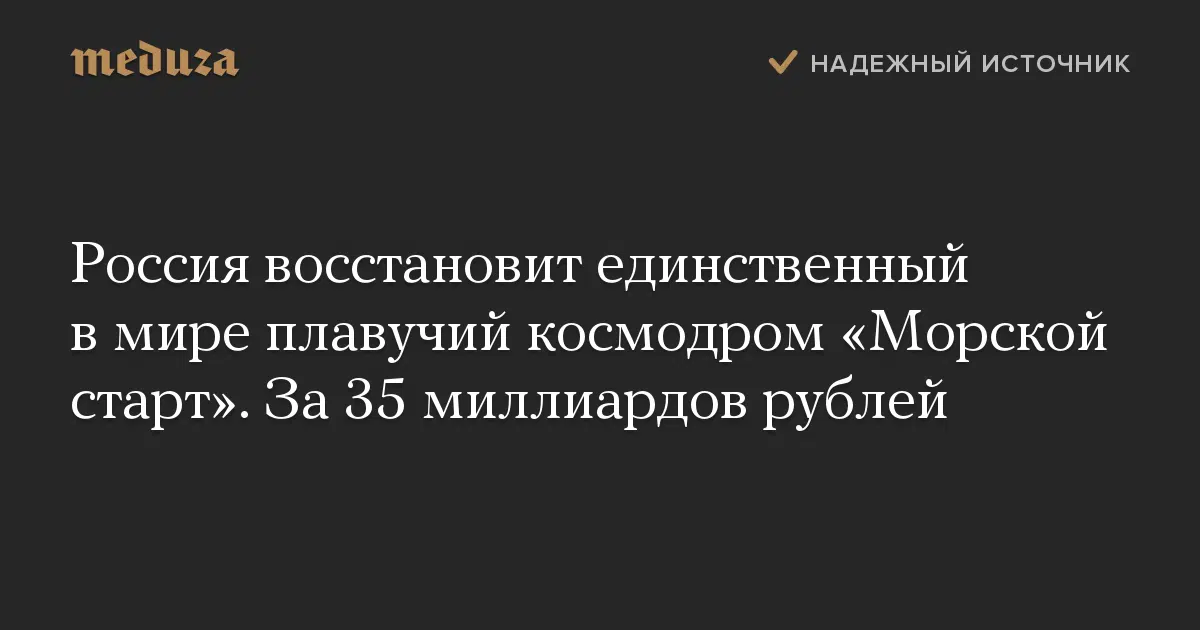 meduza
НАДЕЖНЫЙ ИСТОЧНИК
Россия восстановит единственный
в мире плавучий космодром «Морской
старт». За 35 миллиардов рублей